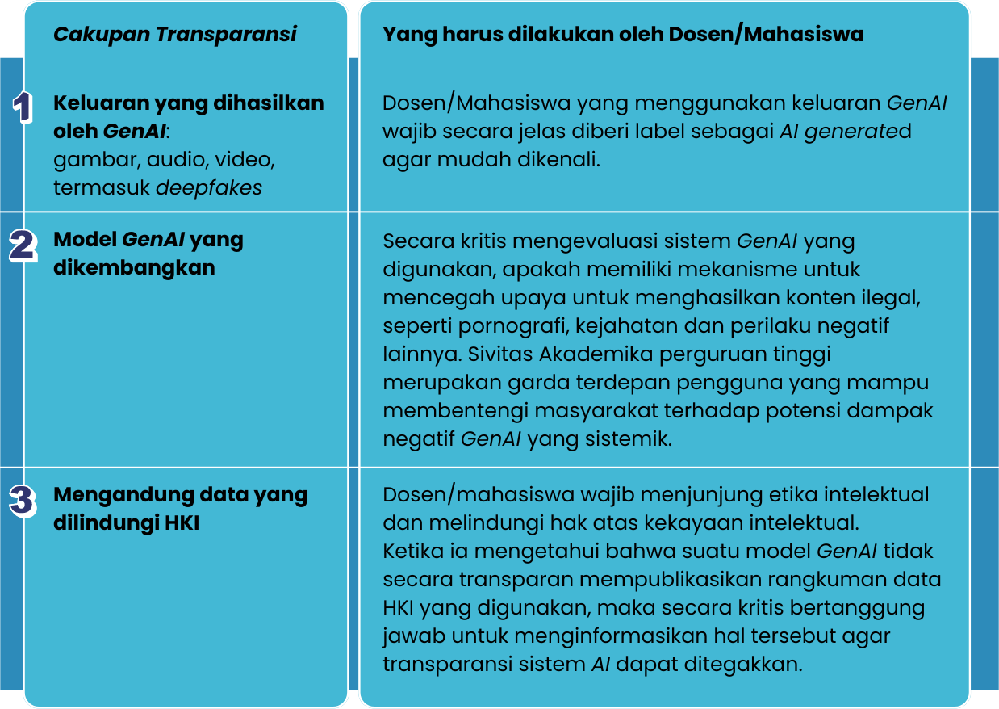 Cakupan Transparansi
Yang harus dilakukan oleh Dosen/Mahasiswa
1
Keluaran yang dihasilkan
oleh GenAI:
gambar, audio, video,
termasuk deepfakes
Dosen/Mahasiswa yang menggunakan keluaran GenAI
wajib secara jelas diberi label sebagai AI generated
agar mudah dikenali.
2
Model GenAI yang
dikembangkan
Secara kritis mengevaluasi sistem GenAI yang
digunakan, apakah memiliki mekanisme untuk
mencegah upaya untuk menghasilkan konten ilegal,
seperti pornografi, kejahatan dan perilaku negatif
lainnya. Sivitas Akademika perguruan tinggi
merupakan garda terdepan pengguna yang mampu
membentengi masyarakat terhadap potensi dampak
negatif GenAI yang sistemik.
3
Mengandung data yang
dilindungi HKI
Dosen/mahasiswa wajib menjunjung etika intelektual
dan melindungi hak atas kekayaan intelektual.
Ketika ia mengetahui bahwa suatu model GenAI tidak
secara transparan mempublikasikan rangkuman data
HKI yang digunakan, maka secara kritis bertanggung
jawab untuk menginformasikan hal tersebut agar
transparansi sistem AI dapat ditegakkan.